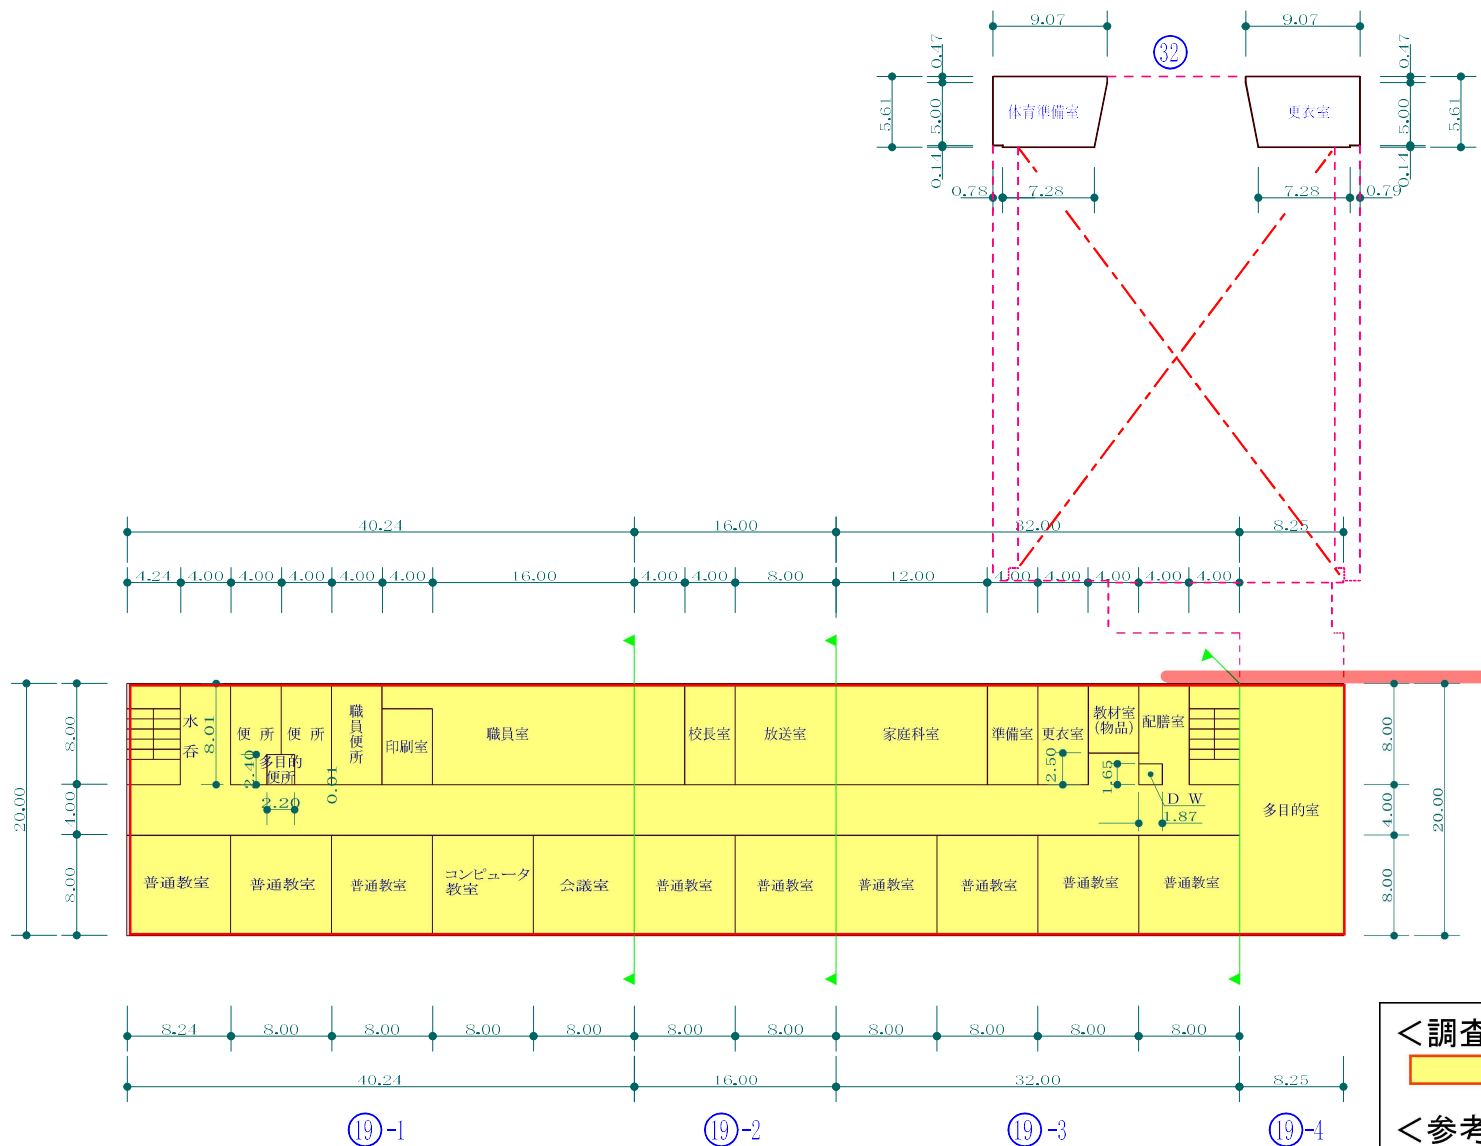 9.07
9.07
32
0.47
5.00
5.61
0.14
体育準備室
更衣室
0.47
5.00
5.61
0.14
0.78
7.28
7.28
0.79
40.24
16.00
32.00
8.25
4.24
4.00
4.00
4.00
4.00
4.00
16.00
4.00
4.00
8.00
12.00
4.00
4.00
4.00
4.00
4.00
20.00
8.00
4.00
8.00
水呑
8.01
便 所
便 所
職員便所
印刷室
職員室
校長室
放送室
家庭科室
準備室
更衣室
教材室
(物品)
配膳室
多目的
便所
2.40
2.20
0.91
2.50
1.65
D W
1.87
多目的室
8.00
4.00
8.00
20.00
普通教室
普通教室
普通教室
コンピュータ
教室
会議室
普通教室
普通教室
普通教室
普通教室
普通教室
普通教室
8.24
8.00
8.00
8.00
8.00
8.00
8.00
8.00
8.00
8.00
8.00
40.24
16.00
32.00
8.25
19-1
19-2
19-3
19-4
<調査
<参考